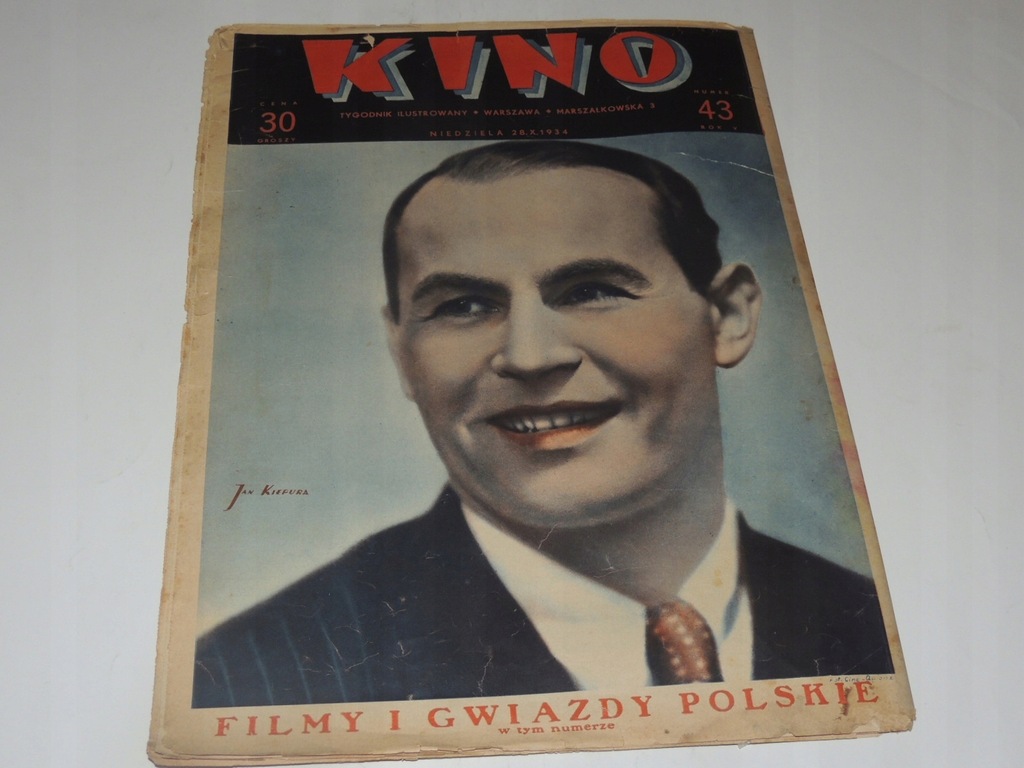 KINO
CENA
30
GROSZY
TYGODNIK ILUSTROWANY • WARSZAWA • MARSZAŁKOWSKA 3
NIEDZIELA 28.X.1934
NUMER
43
ROK V
JAN KIEPURA
FILMY I GWIAZDY POLSKIE
w tym numerze